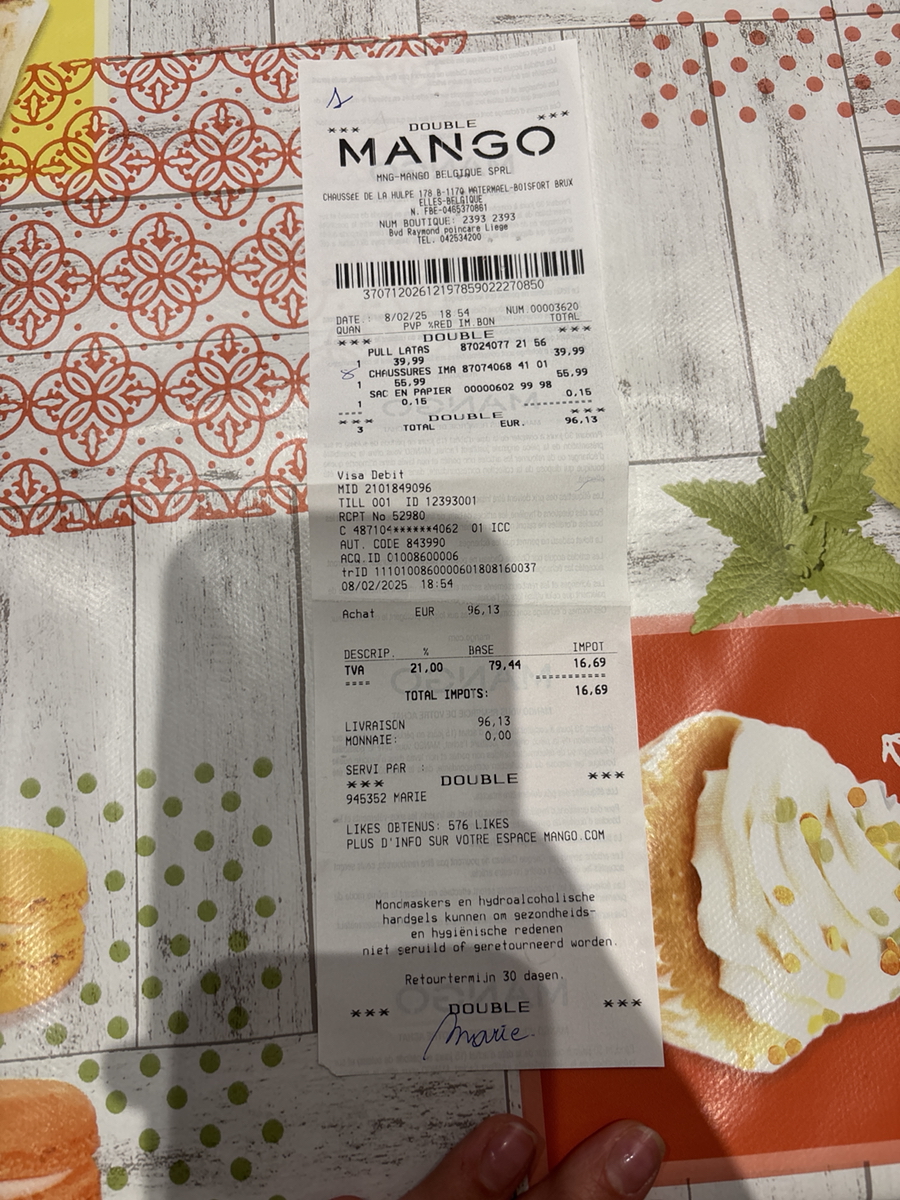 *** DOUBLE ***
MANGO
MNG-MANGO BELGIQUE SPRL
CHAUSSEE DE LA HULPE 178 B-1170 WATERMAEL-BOISFORT BRUX
ELLES-BELGIQUE
N. FBE-0465370861
NUM BOUTIQUE: 2393 2393
Bvd Raymond poincare Liege
TEL. 042534200
37071202612197859022270850
DATE.: 8/02/25 18 54 NUM.00003620
QUAN PVP %RED IM.BON TOTAL
*** DOUBLE ***
PULL LATAS 87024077 21 56
1 39,99 39,99
CHAUSSURES IMA 87074068 41 01
1 55,99 55,99
SAC EN PAPIER 00000602 99 98
1 0,15 0,15
---- ------------
*** DOUBLE ***
3 TOTAL EUR. 96,13
Visa Debit
MID 2101849096
TILL 001 ID 12393001
RCPT No 52980
C 487104******4062 01 ICC
AUT. CODE 843990
ACQ.ID 01008600006
trID 1110100860000601808160037
08/02/2025 18:54
Achat EUR 96,13
DESCRIP. % BASE IMPOT
TVA 21,00 79,44 16,69
==== ===========
TOTAL IMPOTS: 16,69
LIVRAISON 96,13
MONNAIE: 0,00
SERVI PAR :
*** DOUBLE ***
945352 MARIE
LIKES OBTENUS: 576 LIKES
PLUS D'INFO SUR VOTRE ESPACE MANGO.COM
Mondmaskers en hydroalcoholische
handgels kunnen om gezondheids-
en hygiënische redenen
niet geruild of geretourneerd worden.
Retourtermijn 30 dagen.
*** DOUBLE ***
Marie